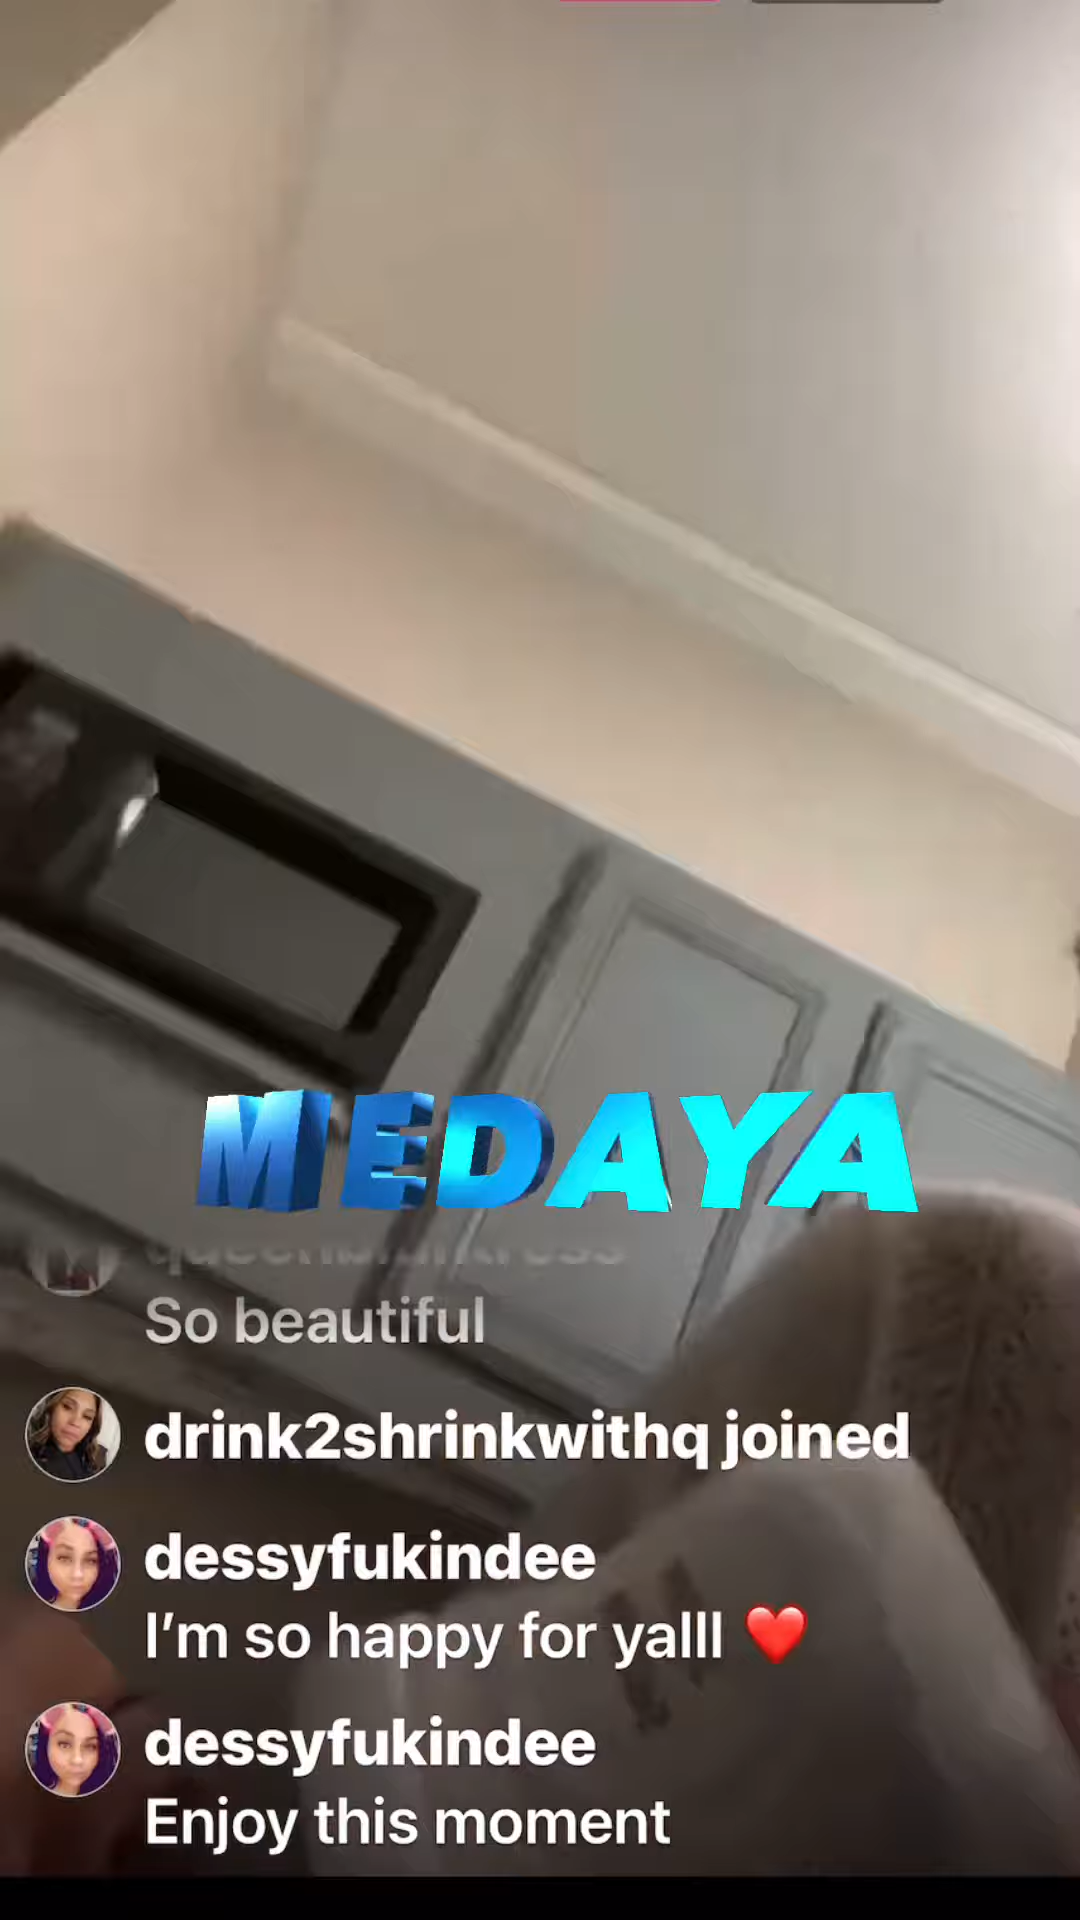 MEDAYA
So beautiful
drink2shrinkwithq joined
dessyfukindee
I’m so happy for yalll ❤️
dessyfukindee
Enjoy this moment